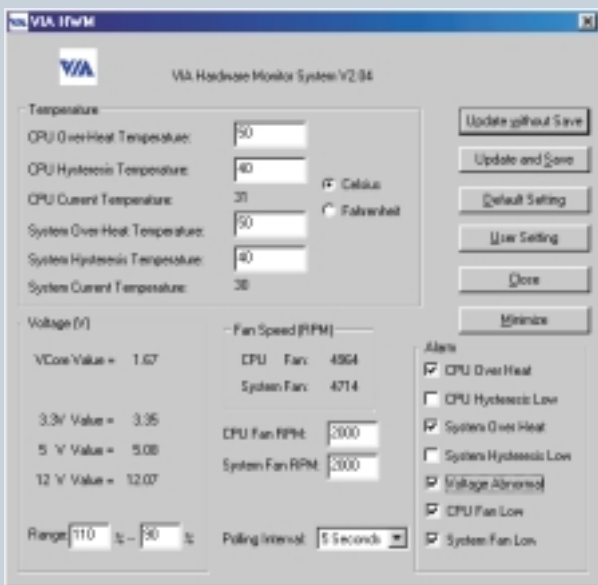 VIA HWM
VIA
VIA Hardware Monitor System V2.04
Temperature
CPU Over-Heat Temperature: 50
CPU Hysteresis Temperature: 40
CPU Current Temperature: 31
System Over-Heat Temperature: 50
System Hysteresis Temperature: 40
System Current Temperature: 30
Celsius
Fahrenheit
Update without Save
Update and Save
Default Setting
User Setting
Close
Minimize
Voltage (V)
VCore Value = 1.67
3.3V Value = 3.35
5 V Value = 5.08
12 V Value = 12.07
Range: 110 % -- 90 %
Fan Speed (RPM)
CPU Fan: 4964
System Fan: 4714
CPU Fan RPM: 2000
System Fan RPM: 2000
Polling Interval: 5 Seconds
Alarm
CPU Over Heat
CPU Hysteresis Low
System Over Heat
System Hysteresis Low
Voltage Abnormal
CPU Fan Low
System Fan Low